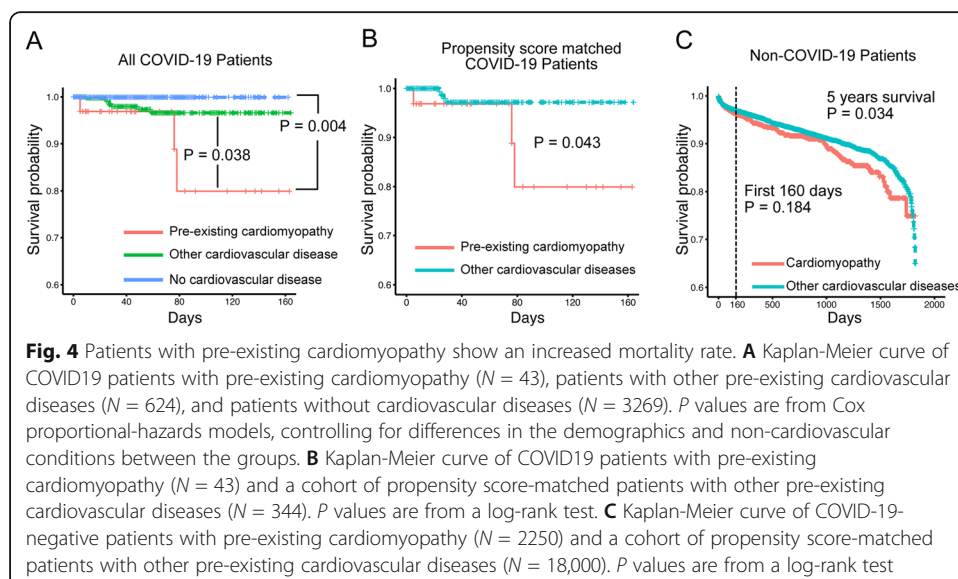 A
All COVID-19 Patients
Survival probability
1.0
0.9
0.8
0.7
0.6
P = 0.004
P = 0.038
Pre-existing cardiomyopathy
Other cardiovascular disease
No cardiovascular disease
0
40
80
120
160
Days
B
Propensity score matched
COVID-19 Patients
Survival probability
1.0
0.9
0.8
0.7
0.6
P = 0.043
Pre-existing cardiomyopathy
Other cardiovascular diseases
0
40
80
120
160
Days
C
Non-COVID-19 Patients
Survival probability
1.0
0.9
0.8
0.7
0.6
5 years survival
P = 0.034
First 160 days
P = 0.184
Cardiomyopathy
Other cardiovascular diseases
0
160
500
1000
1500
2000
Days
Fig. 4 Patients with pre-existing cardiomyopathy show an increased mortality rate. A Kaplan-Meier curve of
COVID19 patients with pre-existing cardiomyopathy (N = 43), patients with other pre-existing cardiovascular
diseases (N = 624), and patients without cardiovascular diseases (N = 3269). P values are from Cox
proportional-hazards models, controlling for differences in the demographics and non-cardiovascular
conditions between the groups. B Kaplan-Meier curve of COVID19 patients with pre-existing
cardiomyopathy (N = 43) and a cohort of propensity score-matched patients with other pre-existing
cardiovascular diseases (N = 344). P values are from a log-rank test. C Kaplan-Meier curve of COVID-19-
negative patients with pre-existing cardiomyopathy (N = 2250) and a cohort of propensity score-matched
patients with other pre-existing cardiovascular diseases (N = 18,000). P values are from a log-rank test